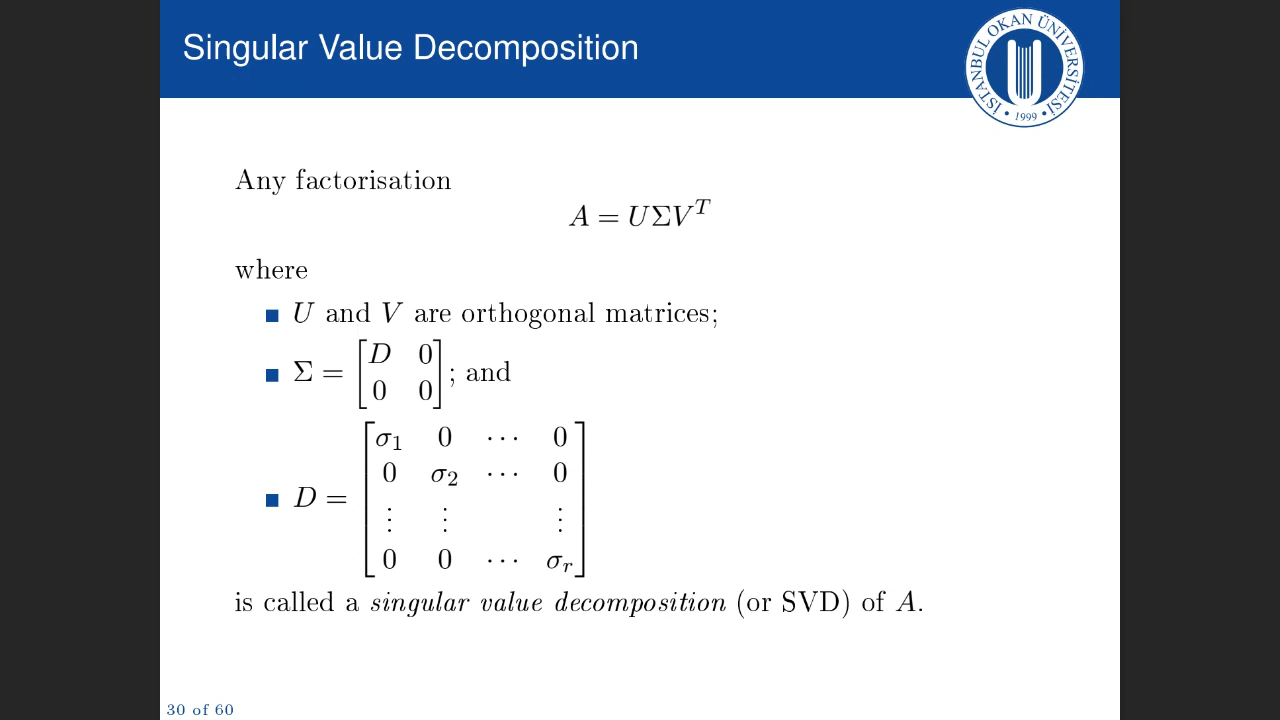 Singular Value Decomposition
İSTANBUL OKAN ÜNİVERSİTESİ
• 1999 •
Any factorisation
A = UΣV^T
where
U and V are orthogonal matrices;
Σ = [D 0
0 0] ; and
D = [σ1 0 ⋯ 0
0 σ2 ⋯ 0
⋮ ⋮ ⋮
0 0 ⋯ σr]
is called a singular value decomposition (or SVD) of A.
30 of 60